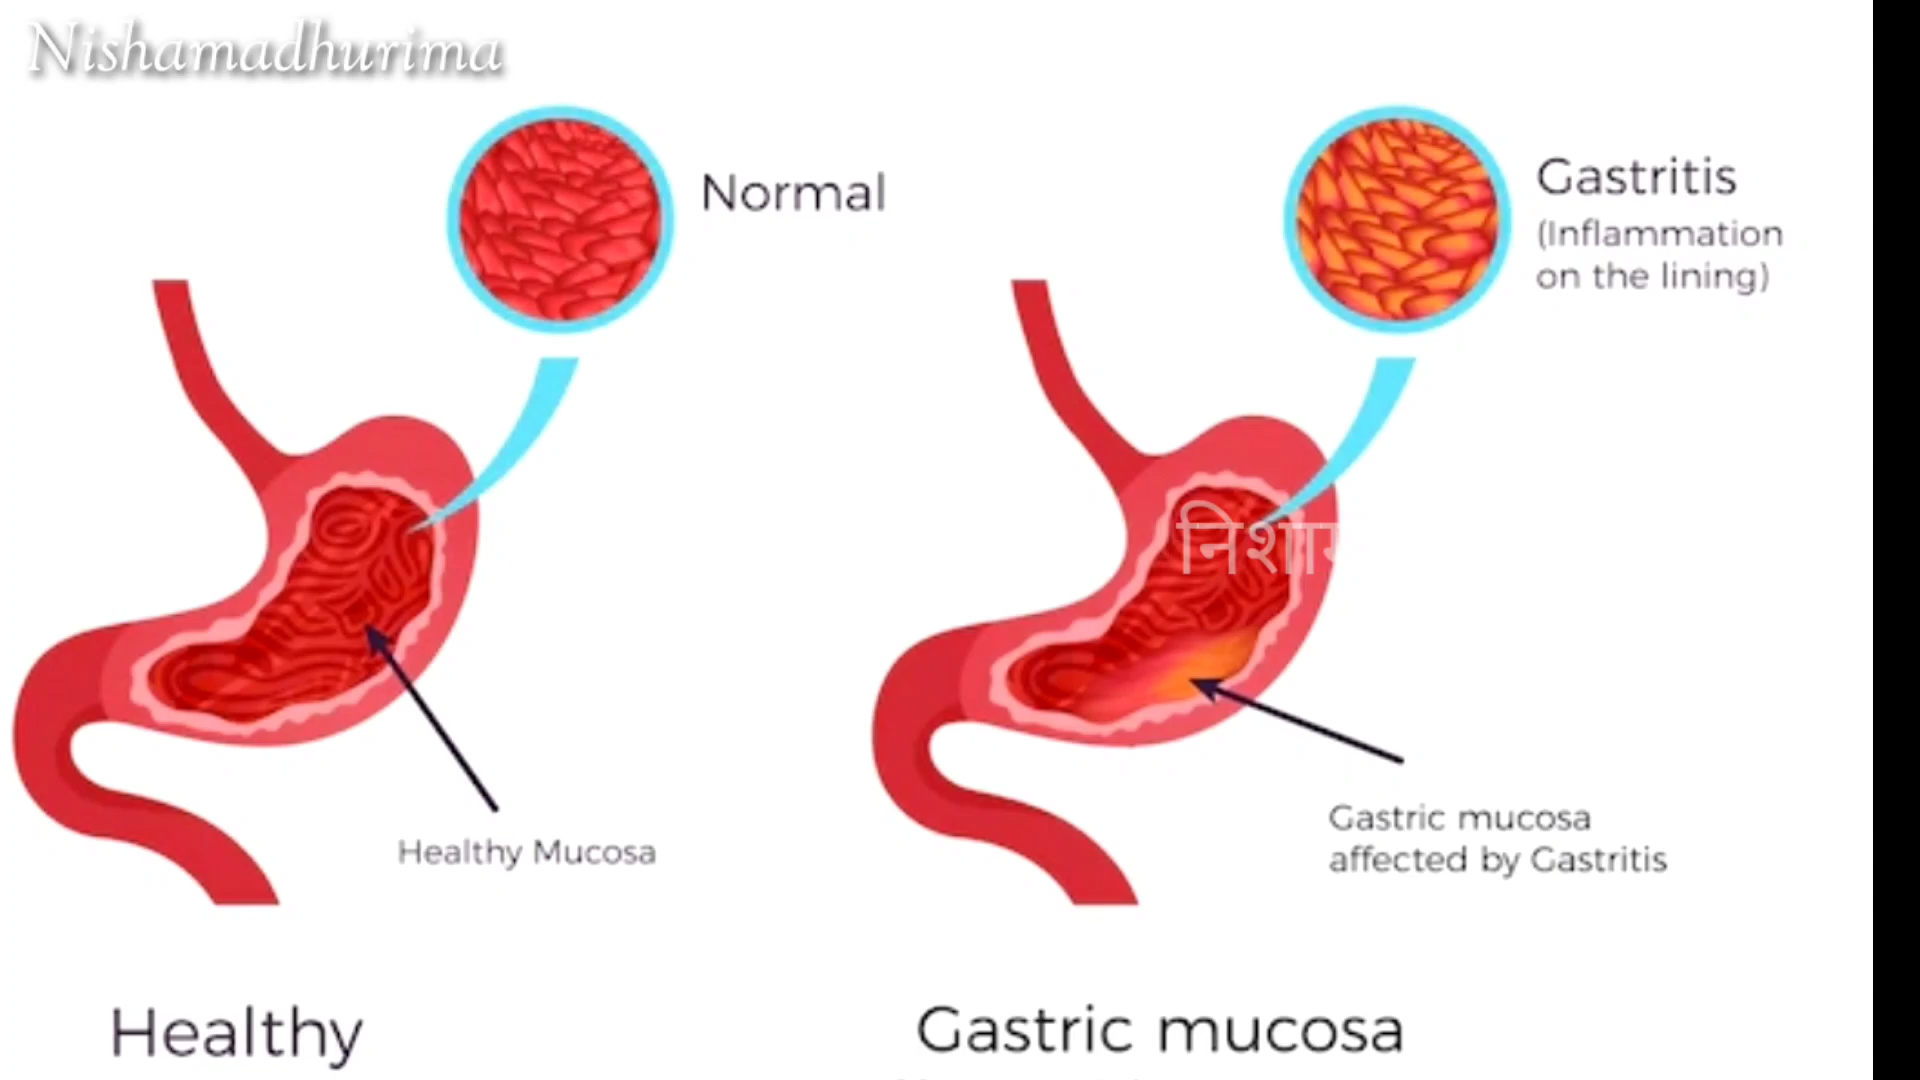 Nishamadhurima
Normal
Gastritis
(Inflammation
on the lining)
Healthy Mucosa
Gastric mucosa
affected by Gastritis
Healthy
Gastric mucosa